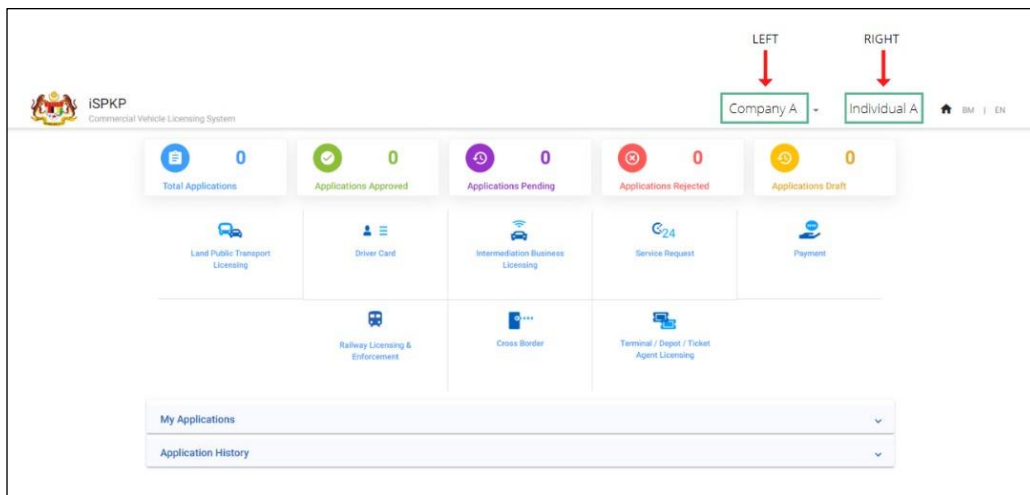 LEFT
RIGHT
iSPKP
Commercial Vehicle Licensing System
Company A
Individual A
BM | EN
0
Total Applications
0
Applications Approved
0
Applications Pending
0
Applications Rejected
0
Applications Draft
Land Public Transport
Licensing
Driver Card
Intermediation Business
Licensing
24
Service Request
Payment
Railway Licensing &
Enforcement
Cross Border
Terminal / Depot / Ticket
Agent Licensing
My Applications
Application History